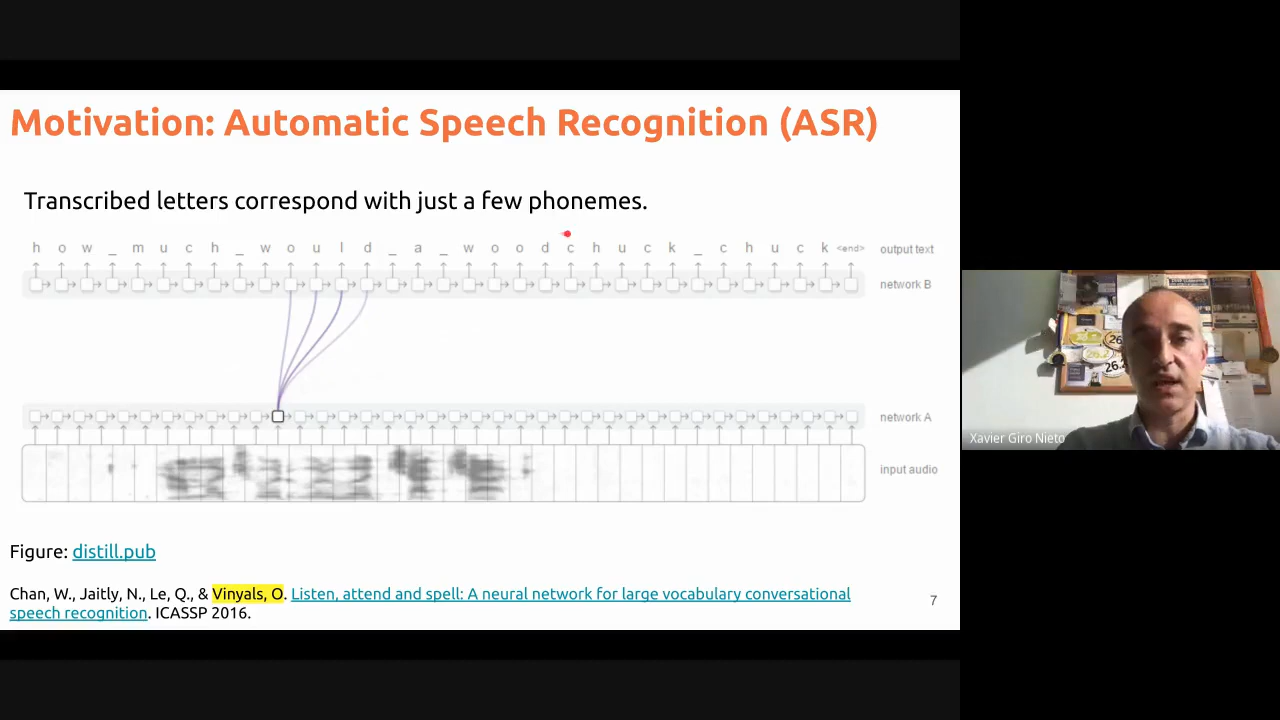 Motivation: Automatic Speech Recognition (ASR)
Transcribed letters correspond with just a few phonemes.
h o w _ m u c h _ w o u l d _ a _ w o o d c h u c k _ c h u c k <end> output text
network B
network A
input audio
Xavier Giro Nieto
Figure: distill.pub
Chan, W., Jaitly, N., Le, Q., & Vinyals, O. Listen, attend and spell: A neural network for large vocabulary conversational
speech recognition. ICASSP 2016.
7